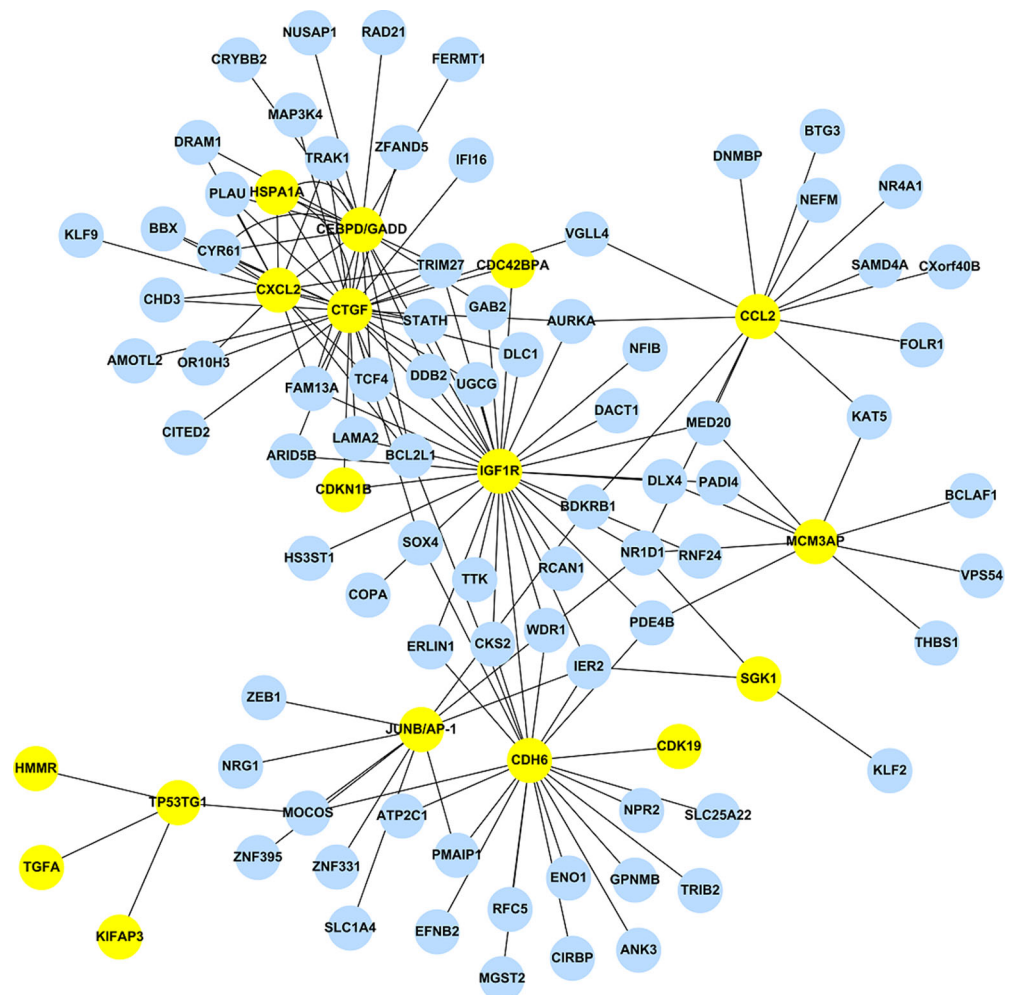 NUSAP1
RAD21
CRYBB2
FERMT1
MAP3K4
BTG3
DRAM1
TRAK1
ZFAND5
IFI16
DNMBP
PLAU
HSPA1A
NEFM
NR4A1
KLF9
BBX
CEBPD/GADD
VGLL4
CYR61
TRIM27
CDC42BPA
SAMD4A
CXorf40B
CHD3
CXCL2
CTGF
GAB2
STATH
AURKA
CCL2
AMOTL2
OR10H3
DLC1
NFIB
FOLR1
FAM13A
TCF4
DDB2
UGCG
CITED2
DACT1
MED20
KAT5
ARID5B
LAMA2
BCL2L1
IGF1R
CDKN1B
DLX4
PADI4
BCLAF1
BDKRB1
HS3ST1
SOX4
NR1D1
RNF24
MCM3AP
COPA
TTK
RCAN1
VPS54
ERLIN1
CKS2
WDR1
PDE4B
THBS1
IER2
SGK1
ZEB1
JUNB/AP-1
CDK19
NRG1
CDH6
HMMR
KLF2
TP53TG1
MOCOS
ATP2C1
NPR2
SLC25A22
ZNF395
ZNF331
PMAIP1
TGFA
ENO1
GPNMB
TRIB2
RFC5
KIFAP3
SLC1A4
EFNB2
CIRBP
ANK3
MGST2